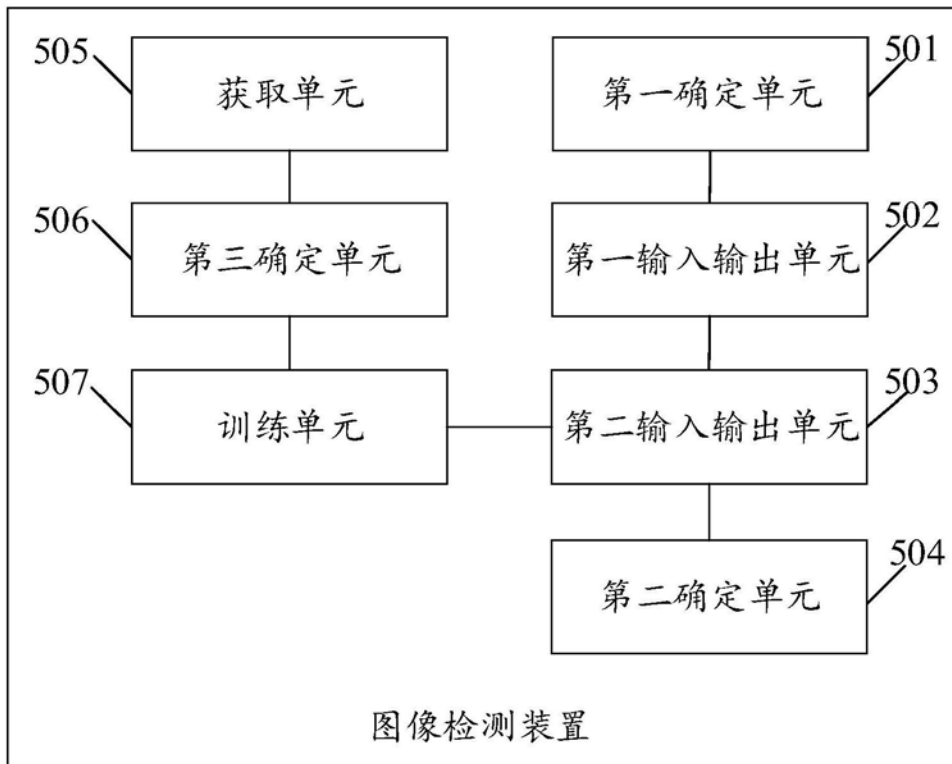 505
获取单元
第一确定单元
501
506
第三确定单元
第一输入输出单元
502
507
训练单元
第二输入输出单元
503
第二确定单元
504
图像检测装置